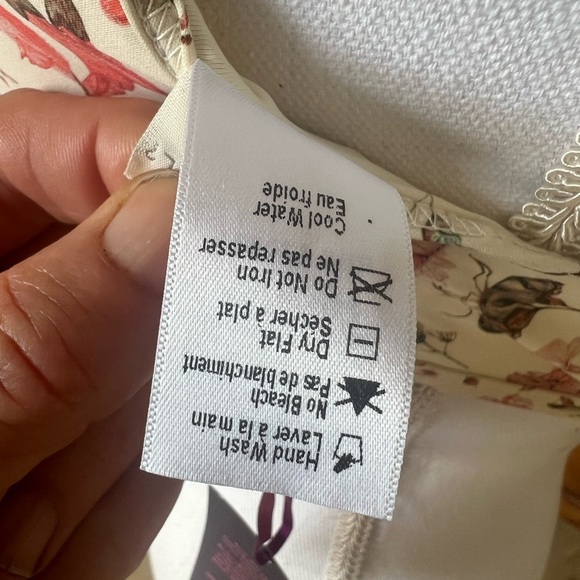 Hand Wash
Laver à la main
No Bleach
Pas de blanchiment
Dry Flat
Sècher a plat
Do Not Iron
Ne pas repasser
Cool Water
Eau froide